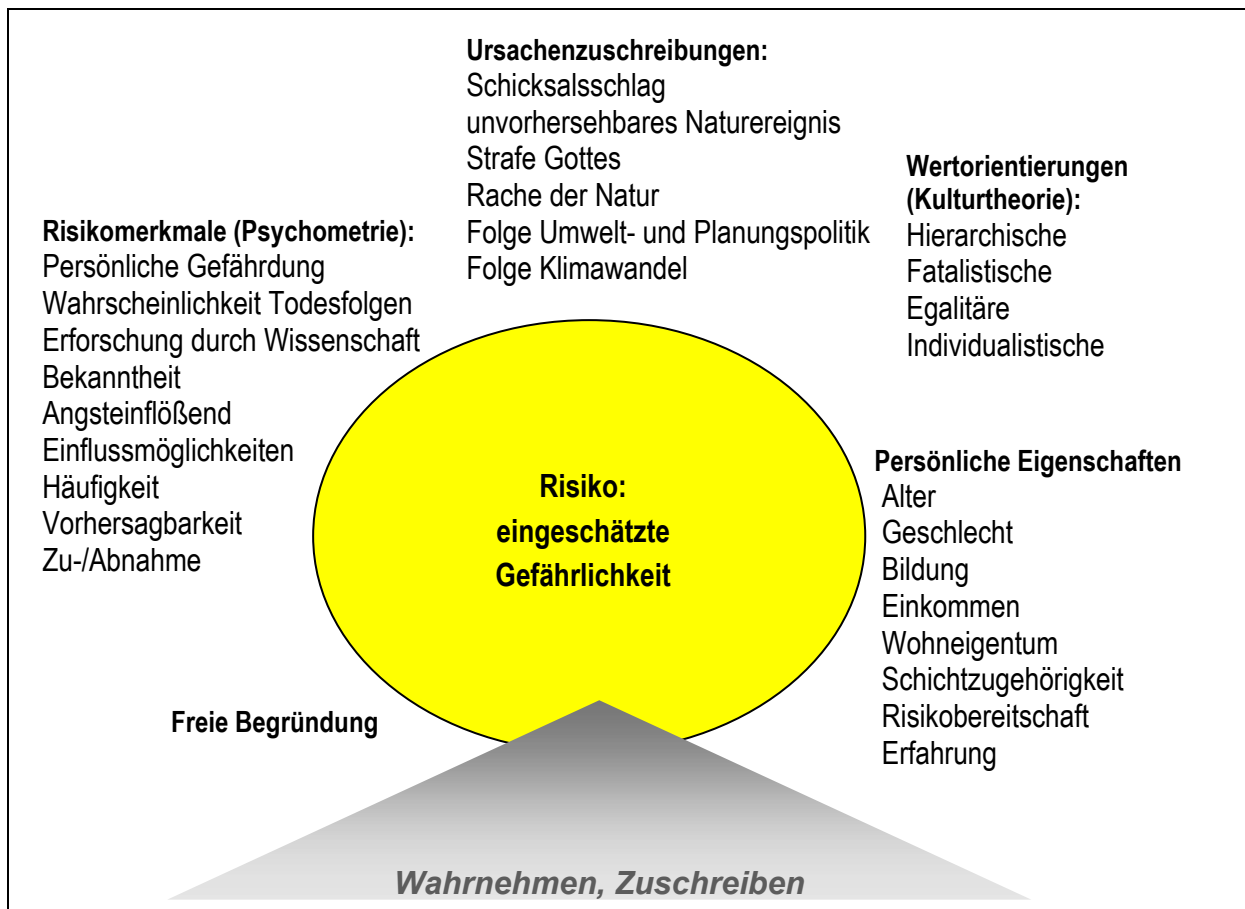 Ursachenzuschreibungen:
Schicksalsschlag
unvorhersehbares Naturereignis
Strafe Gottes
Rache der Natur
Folge Umwelt- und Planungspolitik
Folge Klimawandel
Wertorientierungen
(Kulturtheorie):
Hierarchische
Fatalistische
Egalitäre
Individualistische
Risikomerkmale (Psychometrie):
Persönliche Gefährdung
Wahrscheinlichkeit Todesfolgen
Erforschung durch Wissenschaft
Bekanntheit
Angsteinflößend
Einflussmöglichkeiten
Häufigkeit
Vorhersagbarkeit
Zu-/Abnahme
Risiko:
eingeschätzte
Gefährlichkeit
Persönliche Eigenschaften
Alter
Geschlecht
Bildung
Einkommen
Wohneigentum
Schichtzugehörigkeit
Risikobereitschaft
Erfahrung
Freie Begründung
Wahrnehmen, Zuschreiben